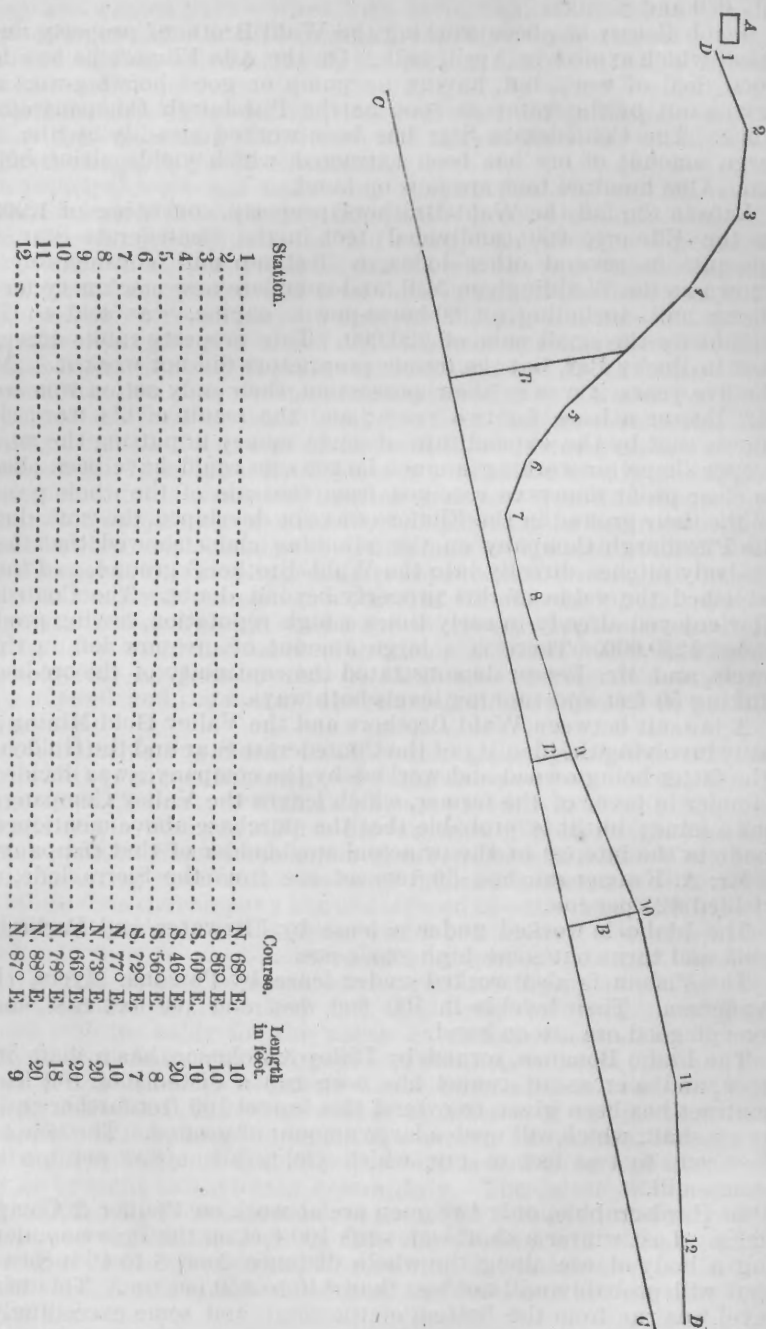 A
D
1
2
3
4
C
F
5
6
7
8
E
9
B
10
11
12
D'
Station. Course. Length in feet.
1 N. 68° E. 10
2 S. 86° E. 10
3 S. 60° E. 10
4 S. 46° E. 20
5 S. 56° E. 8
6 S. 72° E. 7
7 N. 77° E. 10
8 N. 73° E. 20
9 N. 66° E. 20
10 N. 78° E. 18
11 N. 88° E. 20
12 N. 87° E. 9